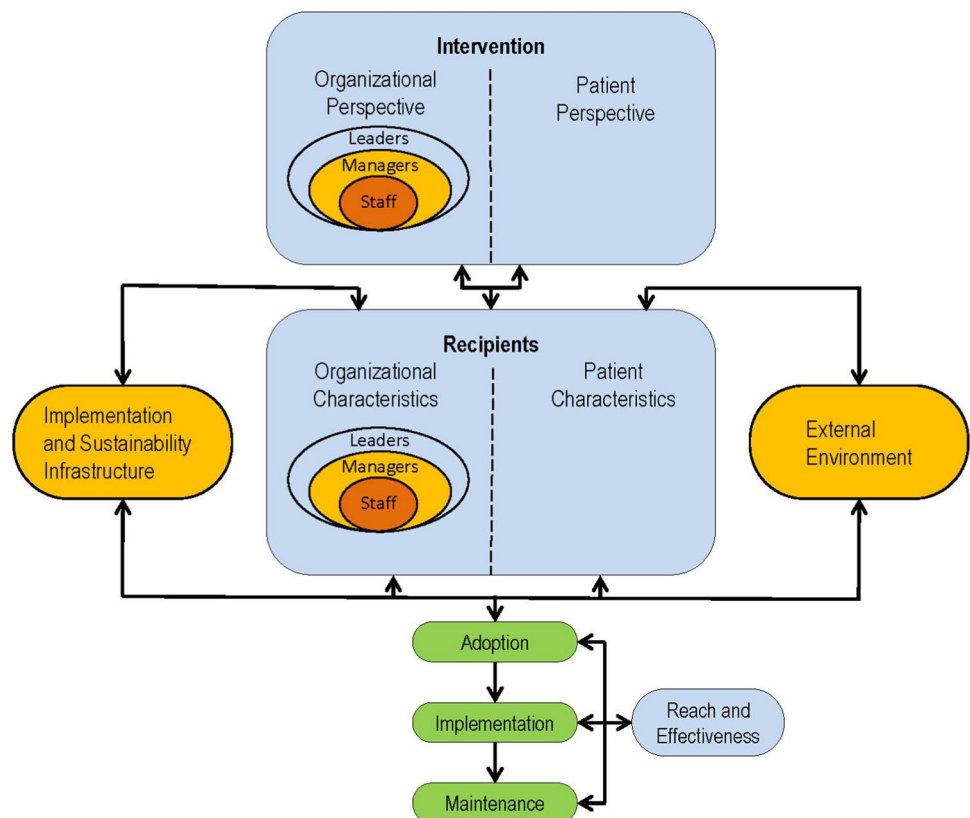 Intervention
Organizational
Perspective
Patient
Perspective
Leaders
Managers
Staff
Recipients
Organizational
Characteristics
Patient
Characteristics
Leaders
Managers
Staff
Implementation
and Sustainability
Infrastructure
External
Environment
Adoption
Implementation
Reach and
Effectiveness
Maintenance